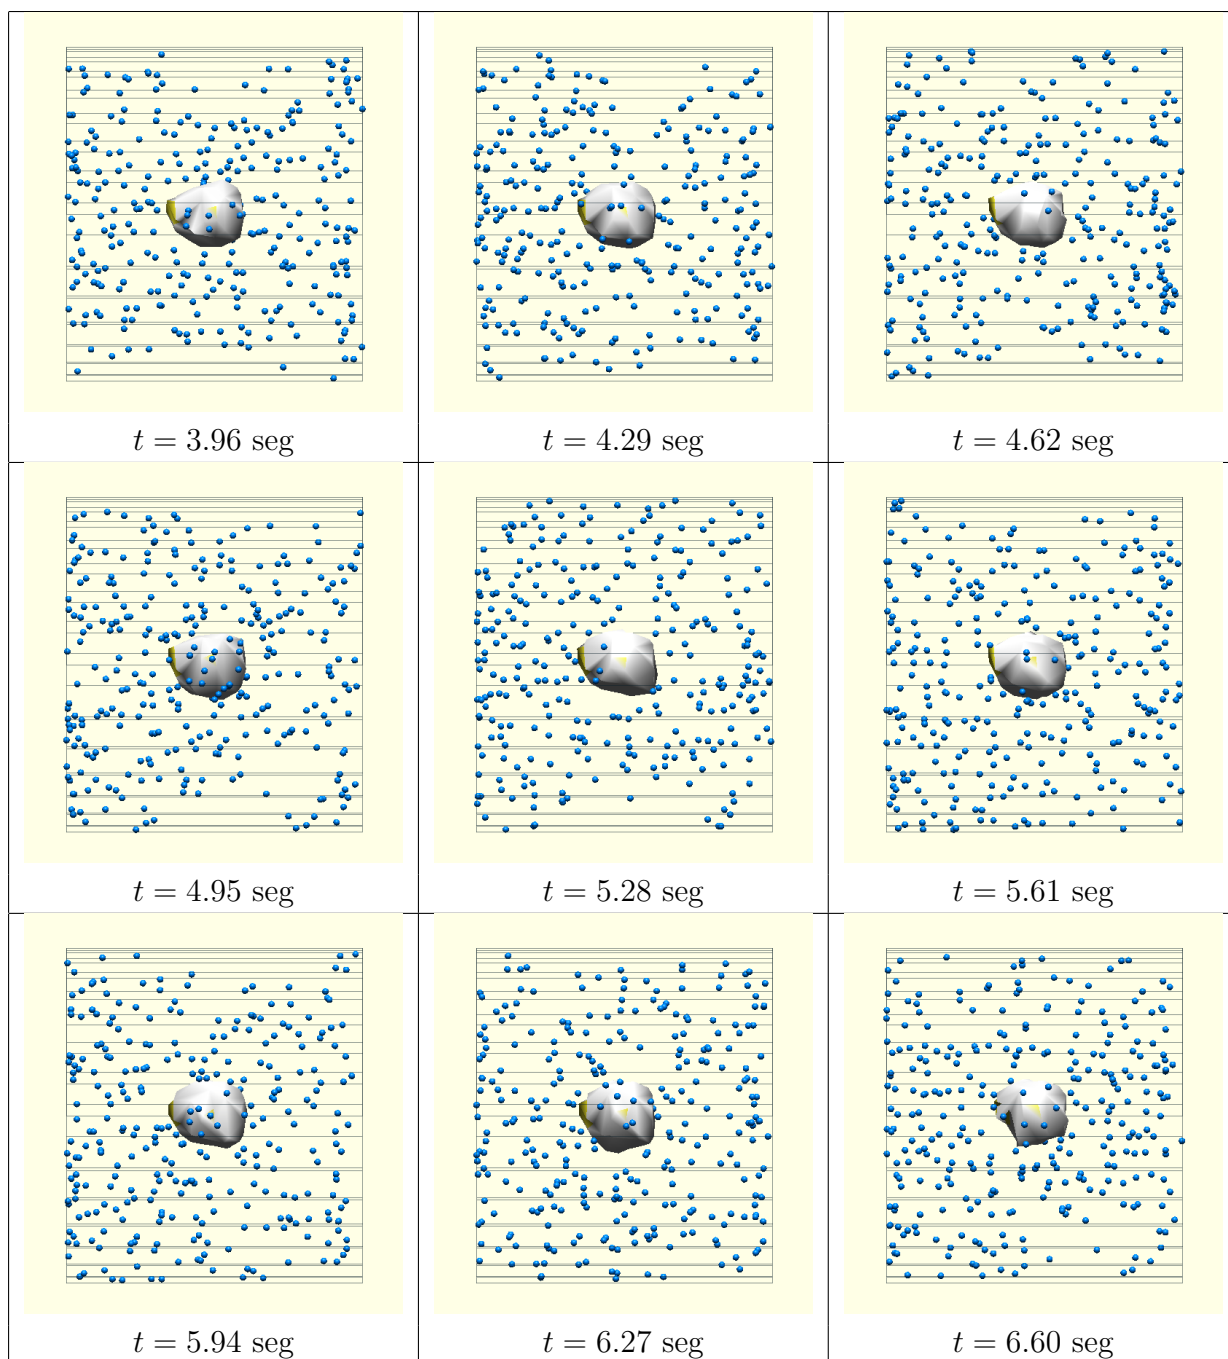 t = 3.96 seg
t = 4.29 seg
t = 4.62 seg
t = 4.95 seg
t = 5.28 seg
t = 5.61 seg
t = 5.94 seg
t = 6.27 seg
t = 6.60 seg